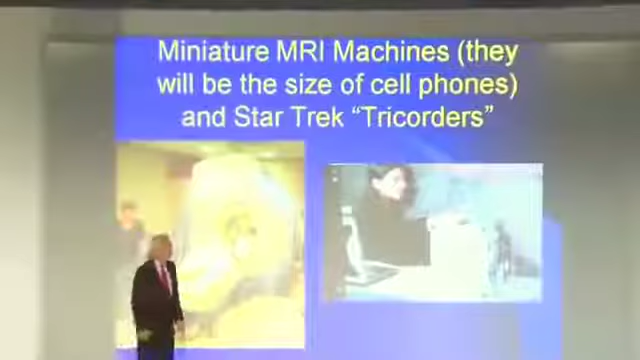 Miniature MRI Machines (they
will be the size of cell phones)
and Star Trek “Tricorders”